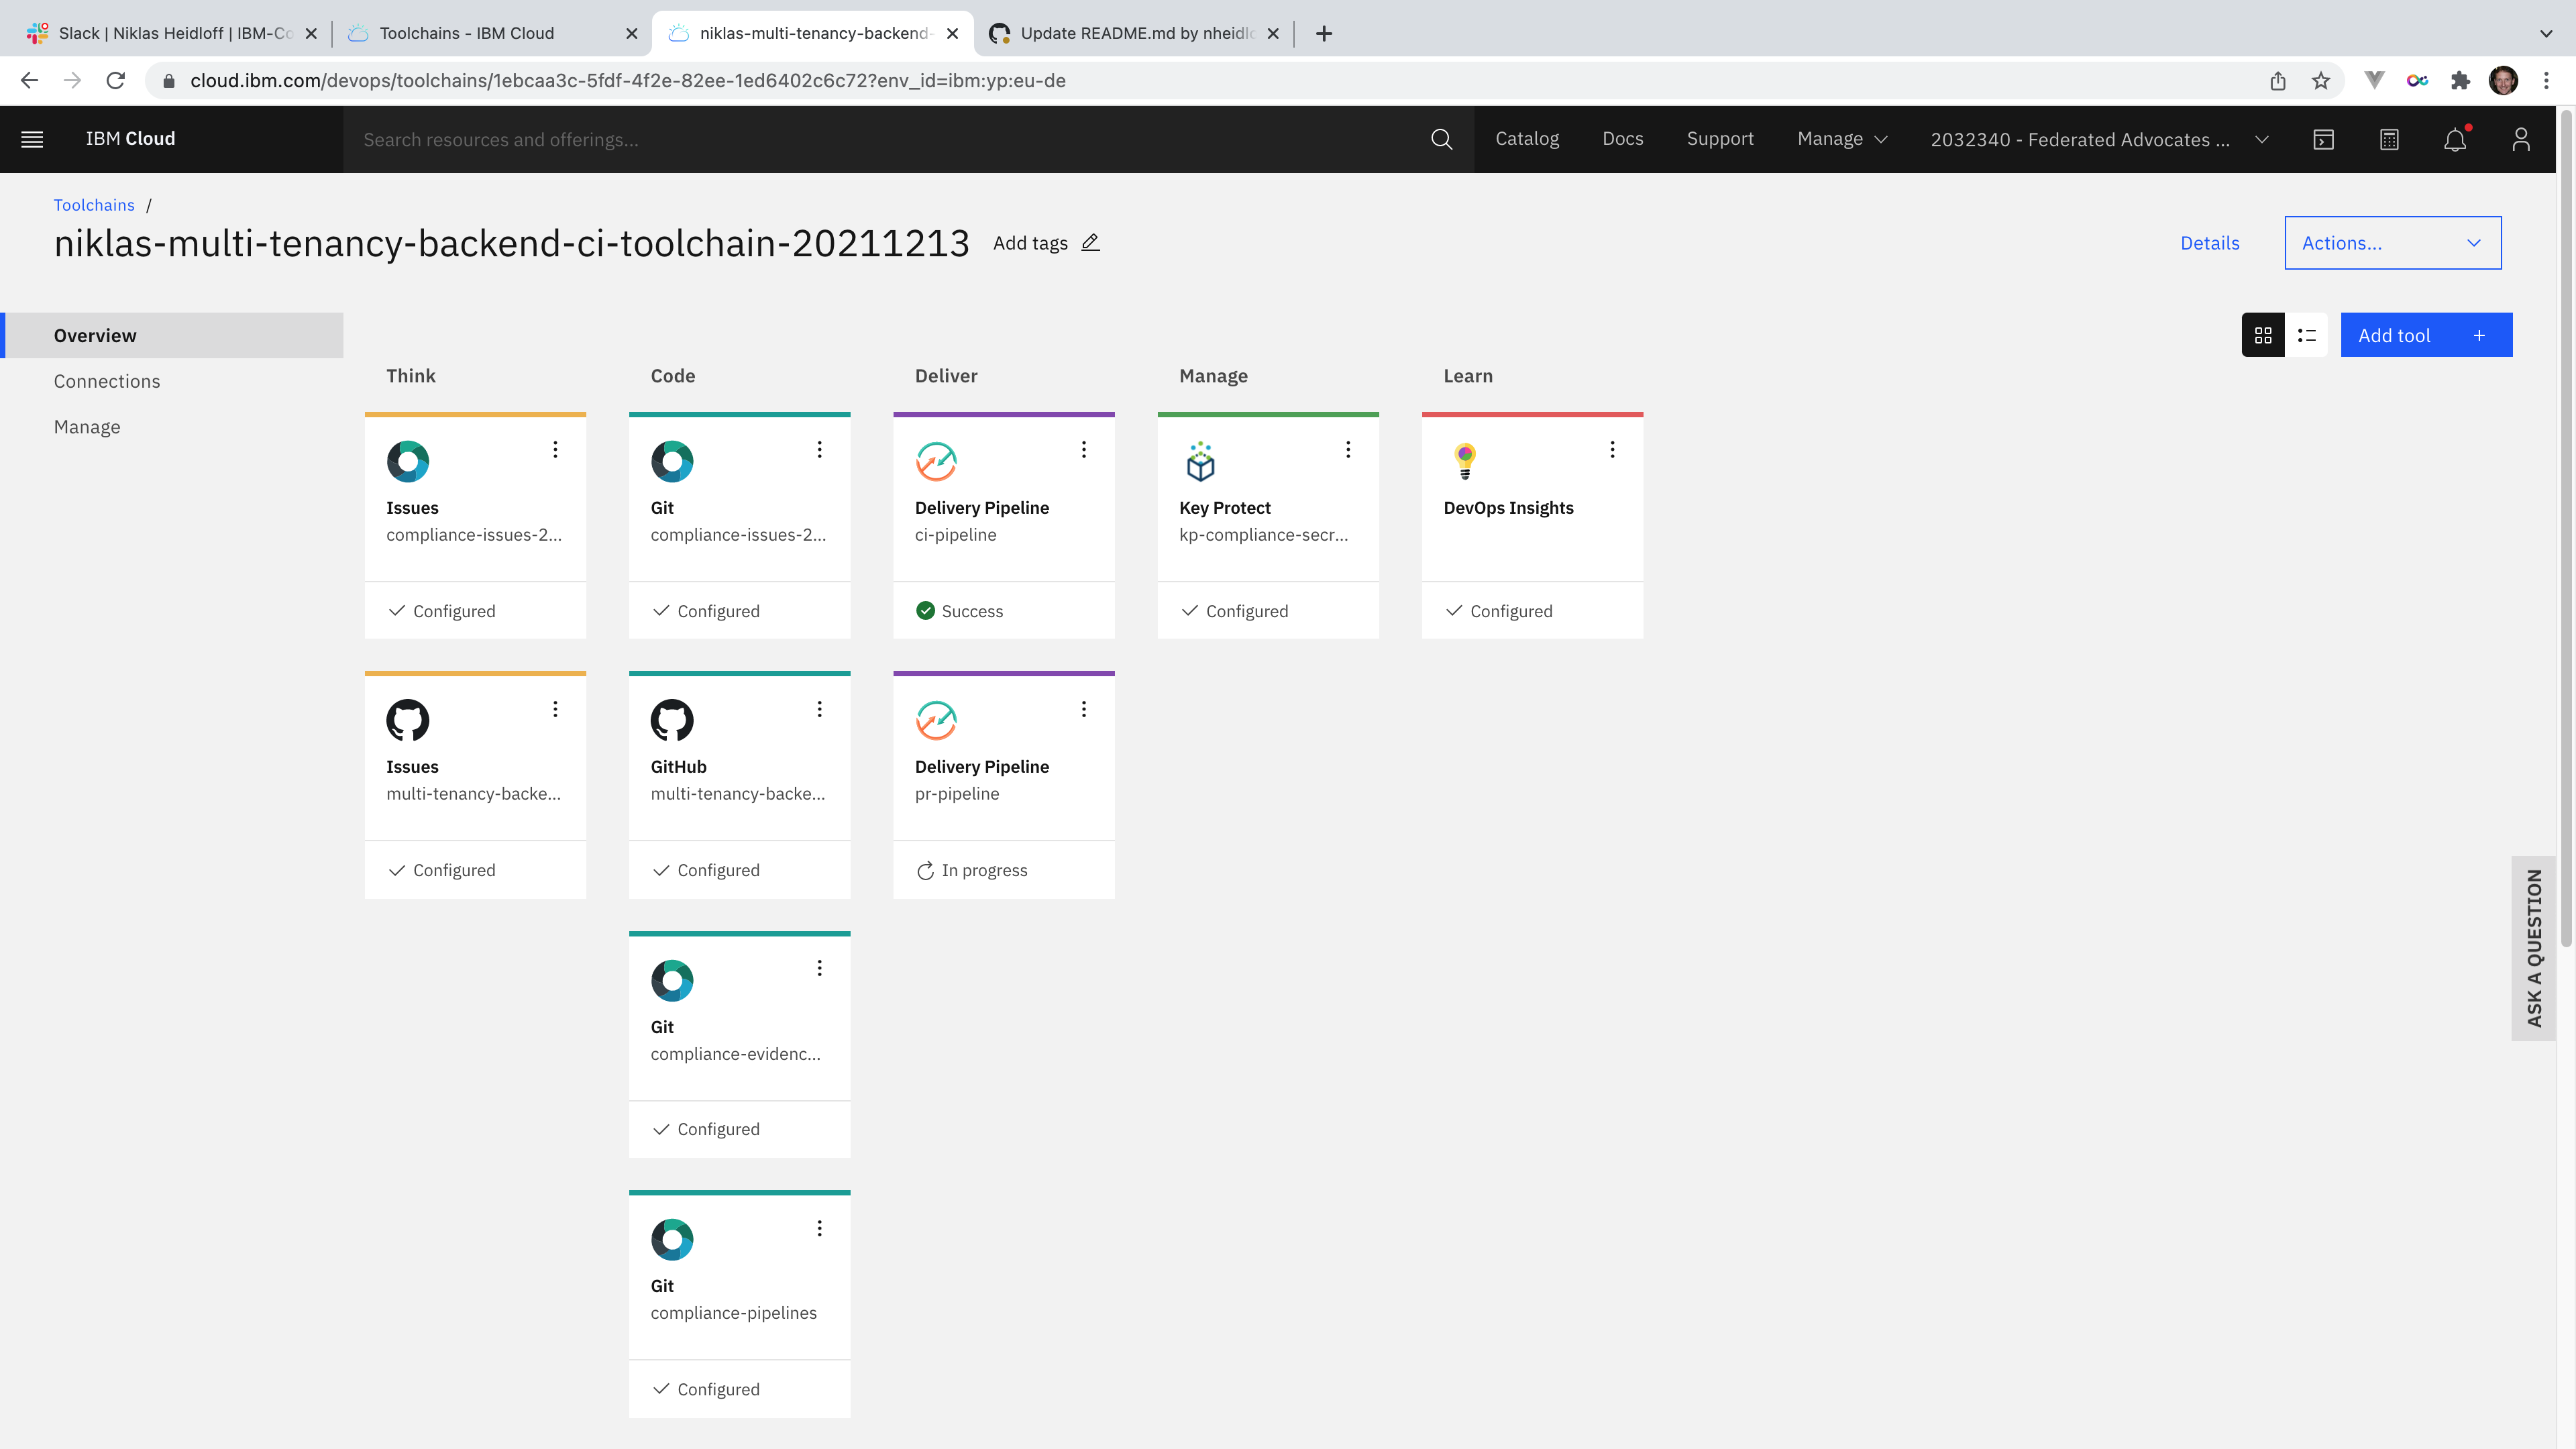 Slack | Niklas Heidloff | IBM-Co
Toolchains - IBM Cloud
niklas-multi-tenancy-backend-
Update README.md by nheidlo
cloud.ibm.com/devops/toolchains/1ebcaa3c-5fdf-4f2e-82ee-1ed6402c6c72?env_id=ibm:yp:eu-de
IBM Cloud
Search resources and offerings...
Catalog
Docs
Support
Manage
2032340 - Federated Advocates ...
Toolchains /
niklas-multi-tenancy-backend-ci-toolchain-20211213
Add tags
Details
Actions...
Overview
Connections
Manage
Add tool +
Think
Code
Deliver
Manage
Learn
Issues
compliance-issues-2...
Configured
Git
compliance-issues-2...
Configured
Delivery Pipeline
ci-pipeline
Success
Key Protect
kp-compliance-secr...
Configured
DevOps Insights
Configured
Issues
multi-tenancy-backe...
Configured
GitHub
multi-tenancy-backe...
Configured
Delivery Pipeline
pr-pipeline
In progress
Git
compliance-evidenc...
Configured
Git
compliance-pipelines
Configured
ASK A QUESTION